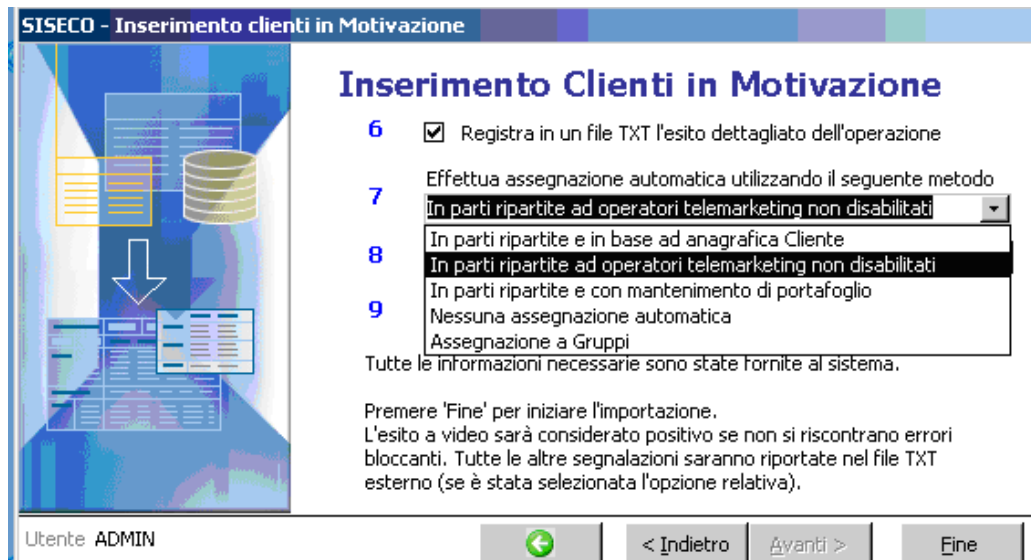 SISECO - Inserimento clienti in Motivazione
Inserimento Clienti in Motivazione
6 Registra in un file TXT l'esito dettagliato dell'operazione
Effettua assegnazione automatica utilizzando il seguente metodo
7 In parti ripartite ad operatori telemarketing non disabilitati
In parti ripartite e in base ad anagrafica Cliente
8 In parti ripartite ad operatori telemarketing non disabilitati
In parti ripartite e con mantenimento di portafoglio
9 Nessuna assegnazione automatica
Assegnazione a Gruppi
Tutte le informazioni necessarie sono state fornite al sistema.
Premere 'Fine' per iniziare l'importazione.
L'esito a video sarà considerato positivo se non si riscontrano errori
bloccanti. Tutte le altre segnalazioni saranno riportate nel file TXT
esterno (se è stata selezionata l'opzione relativa).
Utente ADMIN < Indietro Avanti > Fine